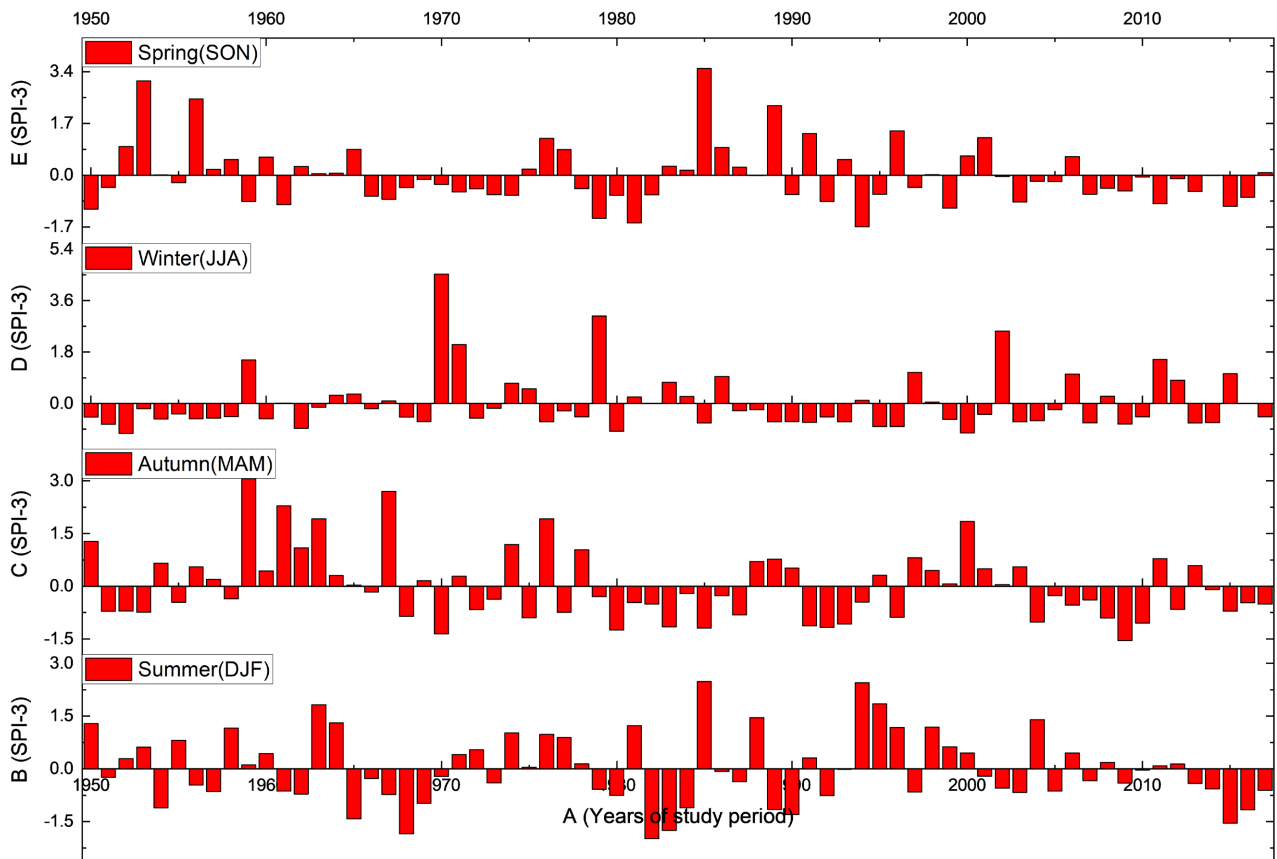 1950 1960 1970 1980 1990 2000 2010
Spring(SON)
E (SPI-3)
3.4
1.7
0.0
-1.7
Winter(JJA)
D (SPI-3)
5.4
3.6
1.8
0.0
Autumn(MAM)
C (SPI-3)
3.0
1.5
0.0
-1.5
Summer(DJF)
B (SPI-3)
3.0
1.5
0.0
-1.5
1950 1960 1970 1980 1990 2000 2010
A (Years of study period)